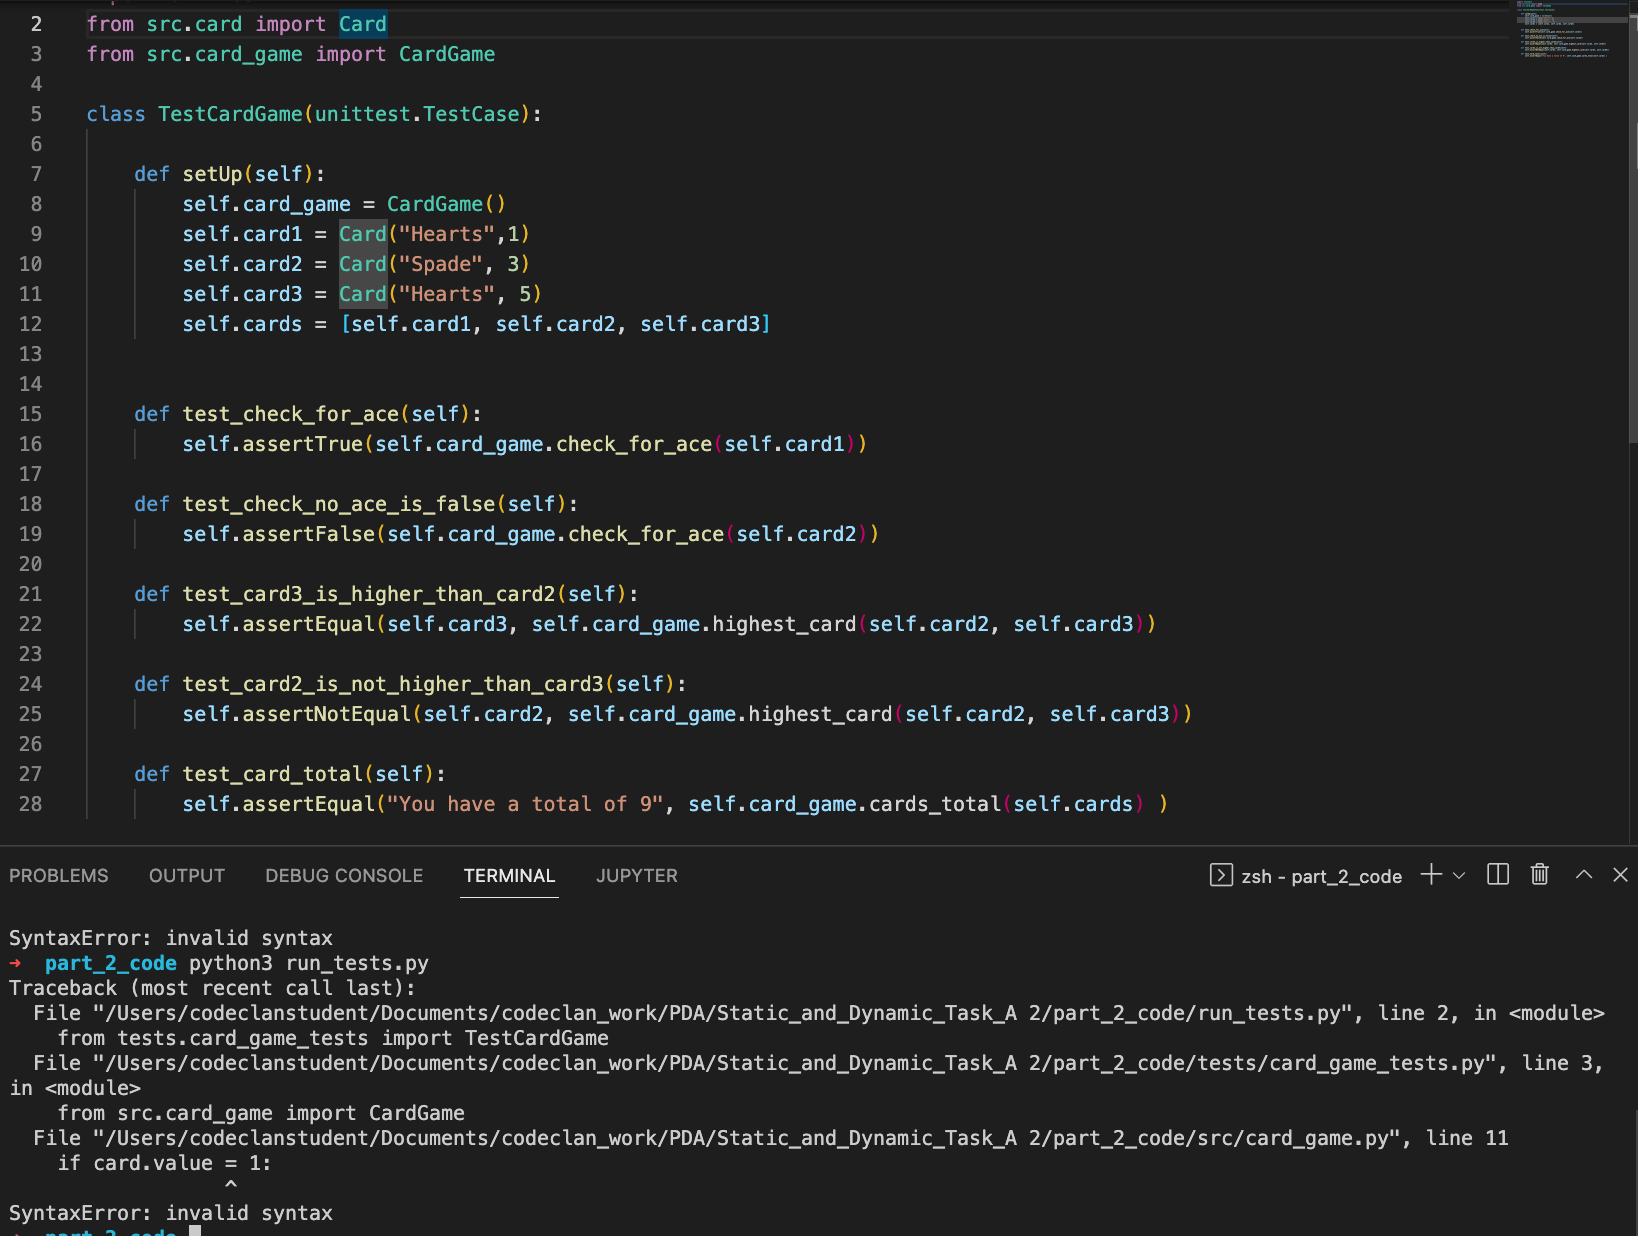 2 from src.card import Card
3 from src.card_game import CardGame
4
5 class TestCardGame(unittest.TestCase):
6
7     def setUp(self):
8         self.card_game = CardGame()
9         self.card1 = Card("Hearts",1)
10         self.card2 = Card("Spade", 3)
11         self.card3 = Card("Hearts", 5)
12         self.cards = [self.card1, self.card2, self.card3]
13
14
15     def test_check_for_ace(self):
16         self.assertTrue(self.card_game.check_for_ace(self.card1))
17
18     def test_check_no_ace_is_false(self):
19         self.assertFalse(self.card_game.check_for_ace(self.card2))
20
21     def test_card3_is_higher_than_card2(self):
22         self.assertEqual(self.card3, self.card_game.highest_card(self.card2, self.card3))
23
24     def test_card2_is_not_higher_than_card3(self):
25         self.assertNotEqual(self.card2, self.card_game.highest_card(self.card2, self.card3))
26
27     def test_card_total(self):
28         self.assertEqual("You have a total of 9", self.card_game.cards_total(self.cards) )
PROBLEMS OUTPUT DEBUG CONSOLE TERMINAL JUPYTER zsh - part_2_code
SyntaxError: invalid syntax
→ part_2_code python3 run_tests.py
Traceback (most recent call last):
  File "/Users/codeclanstudent/Documents/codeclan_work/PDA/Static_and_Dynamic_Task_A 2/part_2_code/run_tests.py", line 2, in <module>
    from tests.card_game_tests import TestCardGame
  File "/Users/codeclanstudent/Documents/codeclan_work/PDA/Static_and_Dynamic_Task_A 2/part_2_code/tests/card_game_tests.py", line 3,
in <module>
    from src.card_game import CardGame
  File "/Users/codeclanstudent/Documents/codeclan_work/PDA/Static_and_Dynamic_Task_A 2/part_2_code/src/card_game.py", line 11
    if card.value = 1:
                  ^
SyntaxError: invalid syntax
part_2_code